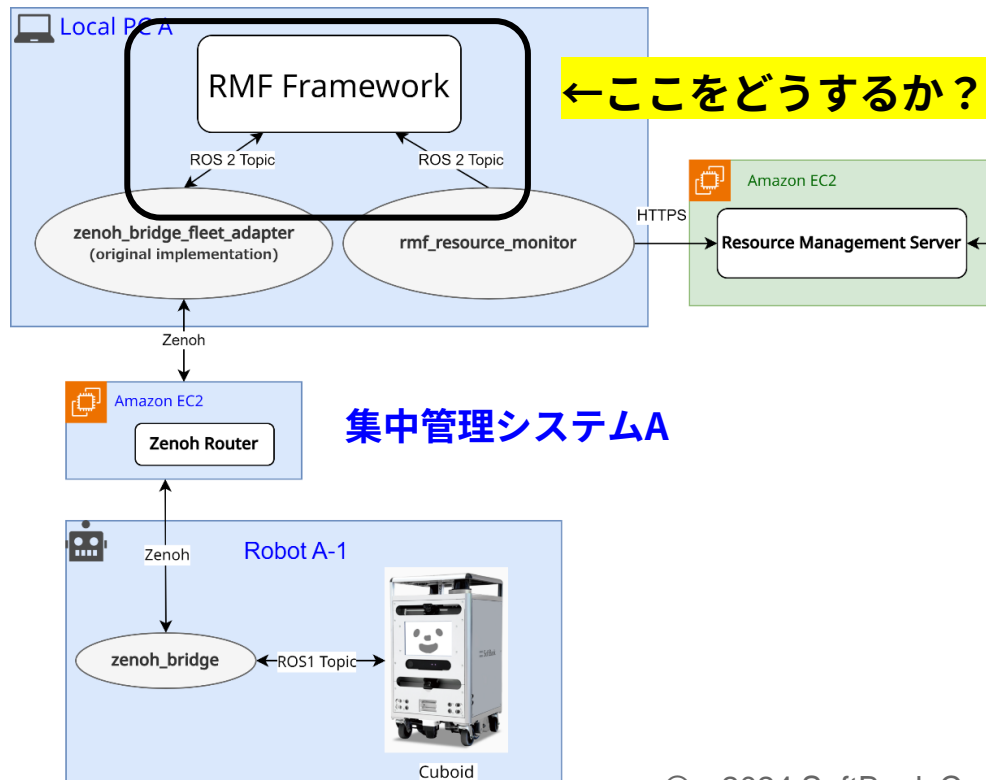 Local PC A
RMF Framework
←ここをどうするか？
ROS 2 Topic
ROS 2 Topic
Amazon EC2
HTTPS
zenoh_bridge_fleet_adapter
(original implementation)
rmf_resource_monitor
Resource Management Server
Zenoh
Amazon EC2
Zenoh Router
集中管理システムA
Zenoh
Robot A-1
zenoh_bridge
ROS1 Topic
Cuboid